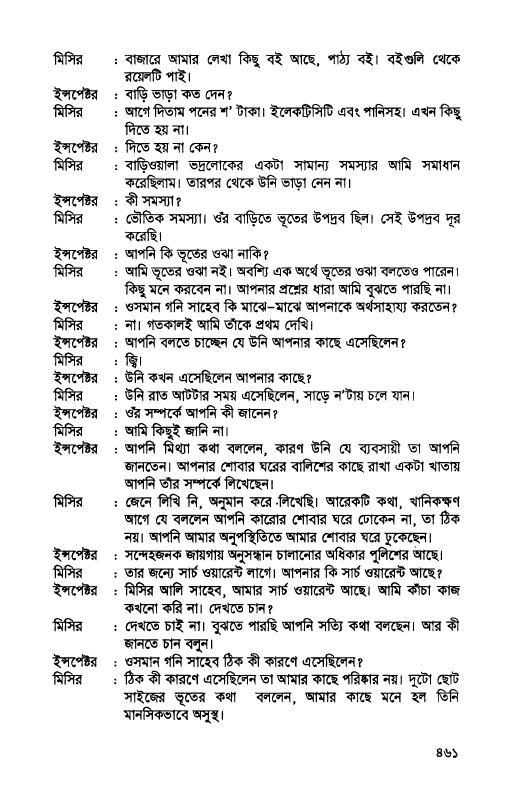 মিসির : বাজারে আমার লেখা কিছু বই আছে, পাঠ্য বই। বইগুলি থেকে
রয়েলটি পাই।
ইন্সপেক্টর : বাড়ি ভাড়া কত দেন?
মিসির : আগে দিতাম পনের শ’ টাকা। ইলেকট্রিসিটি এবং পানিসহ। এখন কিছু
দিতে হয় না।
ইন্সপেক্টর : দিতে হয় না কেন?
মিসির : বাড়িওয়ালা ভদ্রলোকের একটা সামান্য সমস্যার আমি সমাধান
করেছিলাম। তারপর থেকে উনি ভাড়া নেন না।
ইন্সপেক্টর : কী সমস্যা?
মিসির : ভৌতিক সমস্যা। ওঁর বাড়িতে ভূতের উপদ্রব ছিল। সেই উপদ্রব দূর
করেছি।
ইন্সপেক্টর : আপনি কি ভূতের ওঝা নাকি?
মিসির : আমি ভূতের ওঝা নই। অবশ্যি এক অর্থে ভূতের ওঝা বলতেও পারেন।
কিছু মনে করবেন না। আপনার প্রশ্নের ধারা আমি বুঝতে পারছি না।
ইন্সপেক্টর : ওসমান গনি সাহেব কি মাঝে–মাঝে আপনাকে অর্থসাহায্য করতেন?
মিসির : না। গতকালই আমি তাঁকে প্রথম দেখি।
ইন্সপেক্টর : আপনি বলতে চাচ্ছেন যে উনি আপনার কাছে এসেছিলেন?
মিসির : জ্বি।
ইন্সপেক্টর : উনি কখন এসেছিলেন আপনার কাছে?
মিসির : উনি রাত আটটার সময় এসেছিলেন, সাড়ে ন’টায় চলে যান।
ইন্সপেক্টর : ওঁর সম্পর্কে আপনি কী জানেন?
মিসির : আমি কিছুই জানি না।
ইন্সপেক্টর : আপনি মিথ্যা কথা বললেন, কারণ উনি যে ব্যবসায়ী তা আপনি
জানতেন। আপনার শোবার ঘরের বালিশের কাছে রাখা একটা খাতায়
আপনি তাঁর সম্পর্কে লিখেছেন।
মিসির : জেনে লিখি নি, অনুমান করে লিখেছি। আরেকটি কথা, খানিকক্ষণ
আগে যে বললেন আপনি কারোর শোবার ঘরে ঢোকেন না, তা ঠিক
নয়। আপনি আমার অনুপস্থিতিতে আমার শোবার ঘরে ঢুকেছেন।
ইন্সপেক্টর : সন্দেহজনক জায়গায় অনুসন্ধান চালানোর অধিকার পুলিশের আছে।
মিসির : তার জন্যে সার্চ ওয়ারেন্ট লাগে। আপনার কি সার্চ ওয়ারেন্ট আছে?
ইন্সপেক্টর : মিসির আলি সাহেব, আমার সার্চ ওয়ারেন্ট আছে। আমি কাঁচা কাজ
কখনো করি না। দেখতে চান?
মিসির : দেখতে চাই না। বুঝতে পারছি আপনি সত্যি কথা বলছেন। আর কী
জানতে চান বলুন।
ইন্সপেক্টর : ওসমান গনি সাহেব ঠিক কী কারণে এসেছিলেন?
মিসির : ঠিক কী কারণে এসেছিলেন তা আমার কাছে পরিষ্কার নয়। দুটো ছোট
সাইজের ভূতের কথা বললেন, আমার কাছে মনে হল তিনি
মানসিকভাবে অসুস্থ।
৪৬১